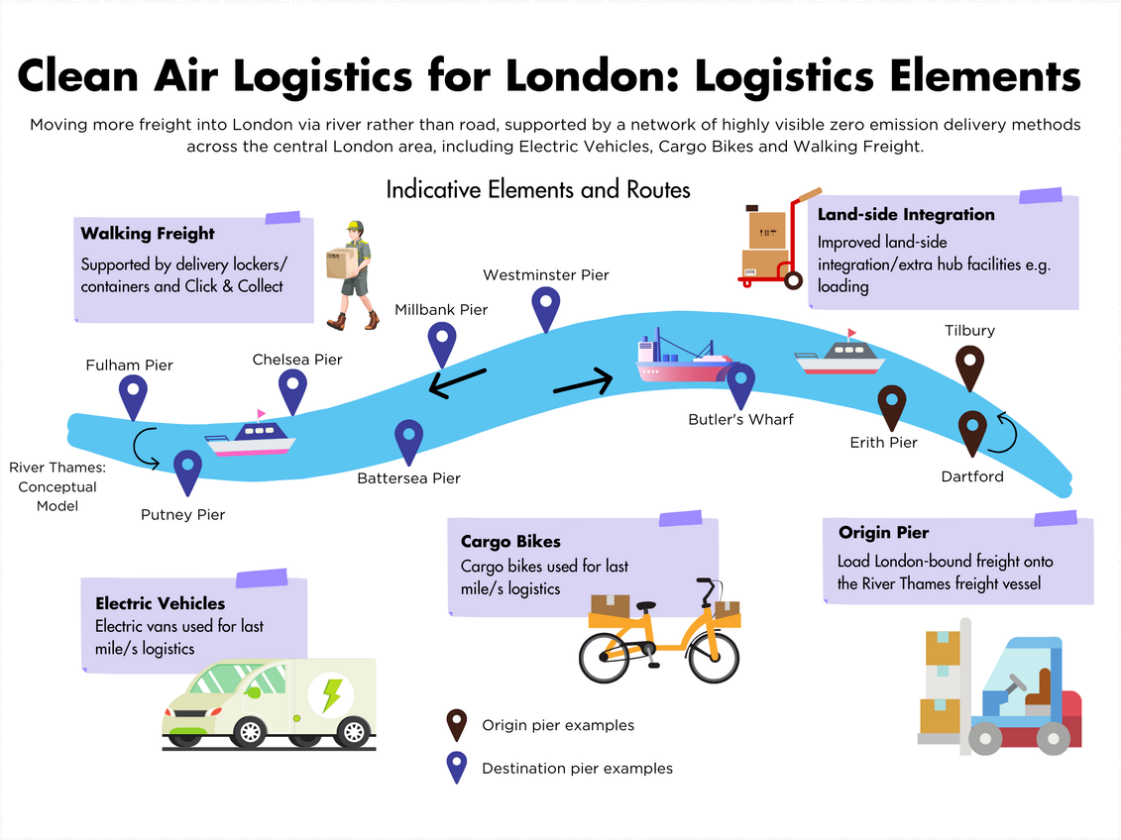 Clean Air Logistics for London: Logistics Elements
Moving more freight into London via river rather than road, supported by a network of highly visible zero emission delivery methods
across the central London area, including Electric Vehicles, Cargo Bikes and Walking Freight.
Indicative Elements and Routes
Walking Freight
Supported by delivery lockers/
containers and Click & Collect
Land-side Integration
Improved land-side
integration/extra hub facilities e.g.
loading
Westminster Pier
Millbank Pier
Tilbury
Chelsea Pier
Fulham Pier
Butler's Wharf
Erith Pier
River Thames:
Conceptual
Model
Battersea Pier
Dartford
Putney Pier
Cargo Bikes
Cargo bikes used for last
mile/s logistics
Origin Pier
Load London-bound freight onto
the River Thames freight vessel
Electric Vehicles
Electric vans used for last
mile/s logistics
Origin pier examples
Destination pier examples